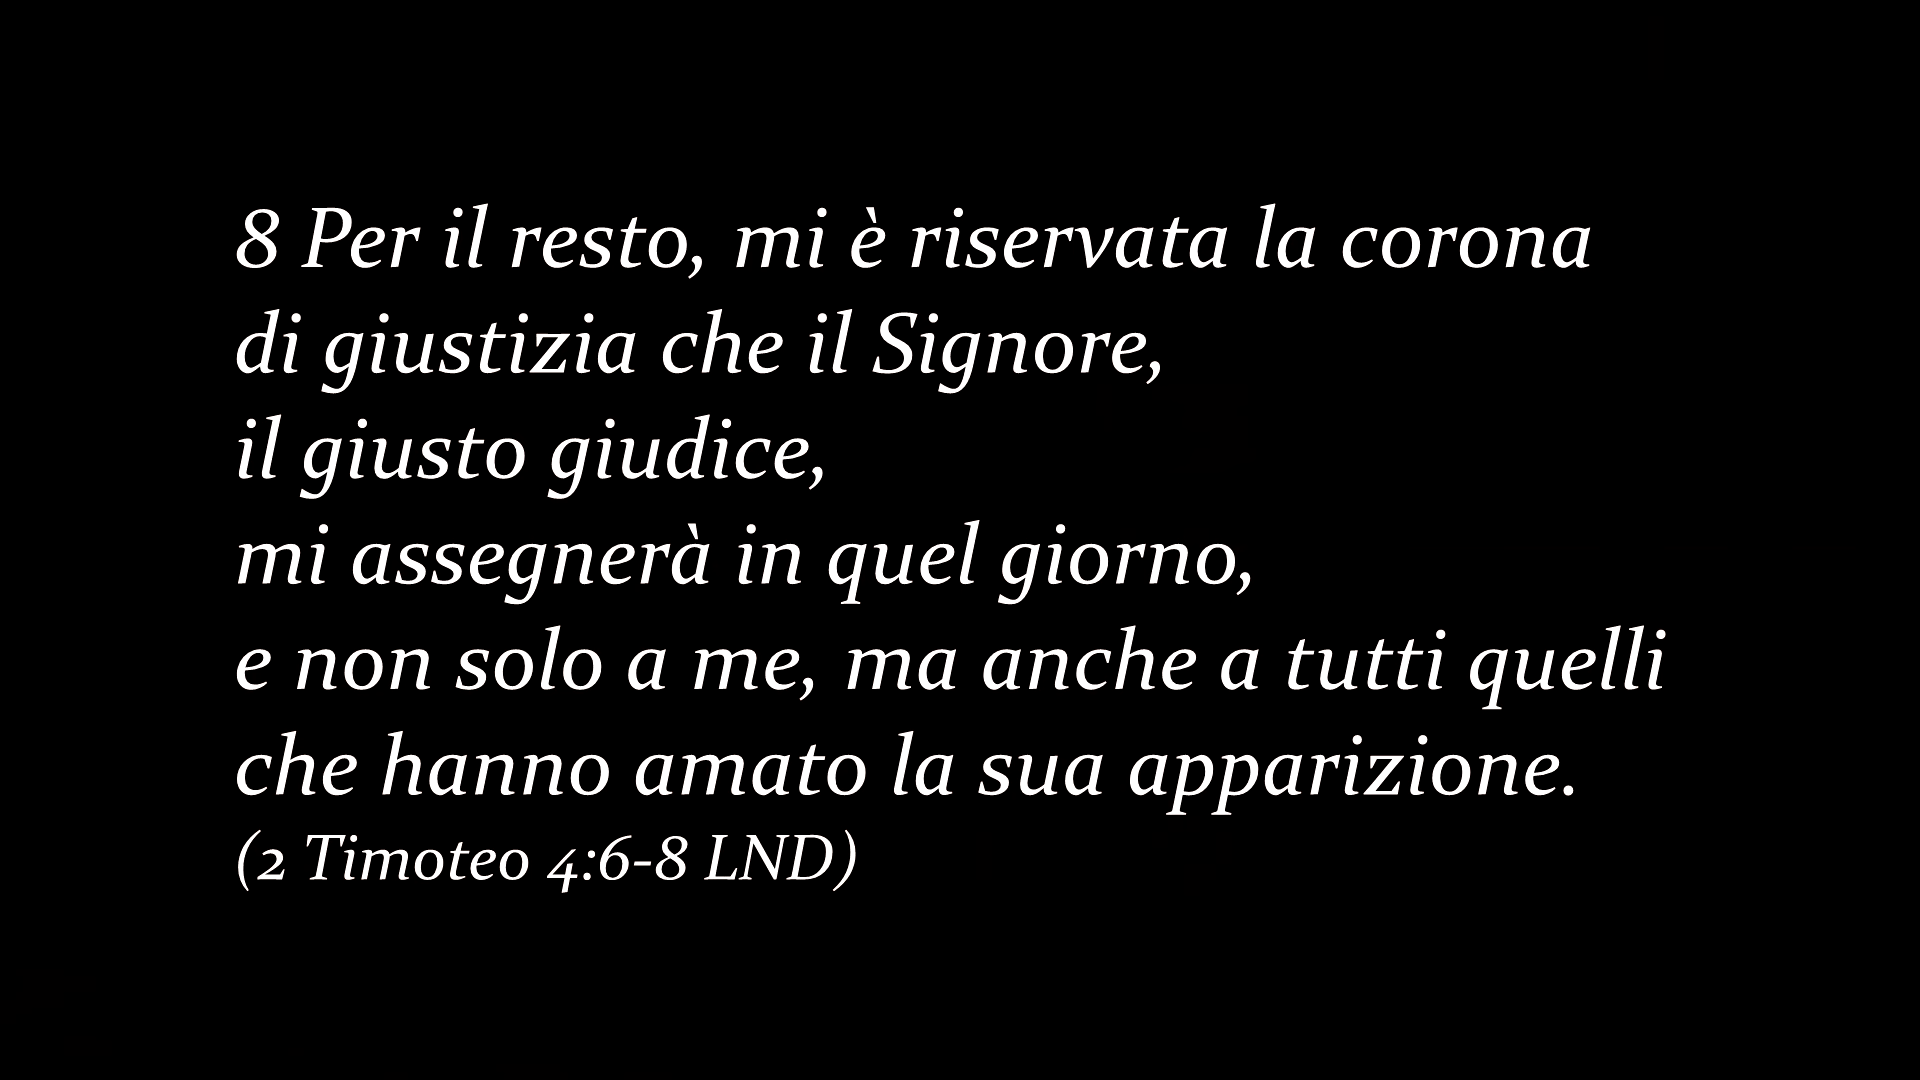 8 Per il resto, mi è riservata la corona
di giustizia che il Signore,
il giusto giudice,
mi assegnerà in quel giorno,
e non solo a me, ma anche a tutti quelli
che hanno amato la sua apparizione.
(2 Timoteo 4:6-8 LND)